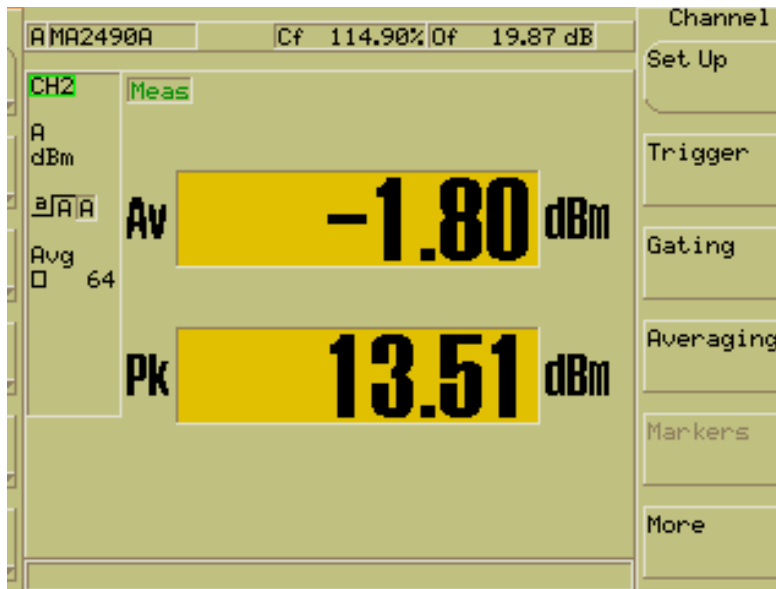 Channel
A MA2490A Cf 114.90% Of 19.87 dB
Set Up
CH2
Meas
A
dBm
Trigger
a A A
Av -1.80 dBm
Avg
64
Gating
Averaging
Pk 13.51 dBm
Markers
More